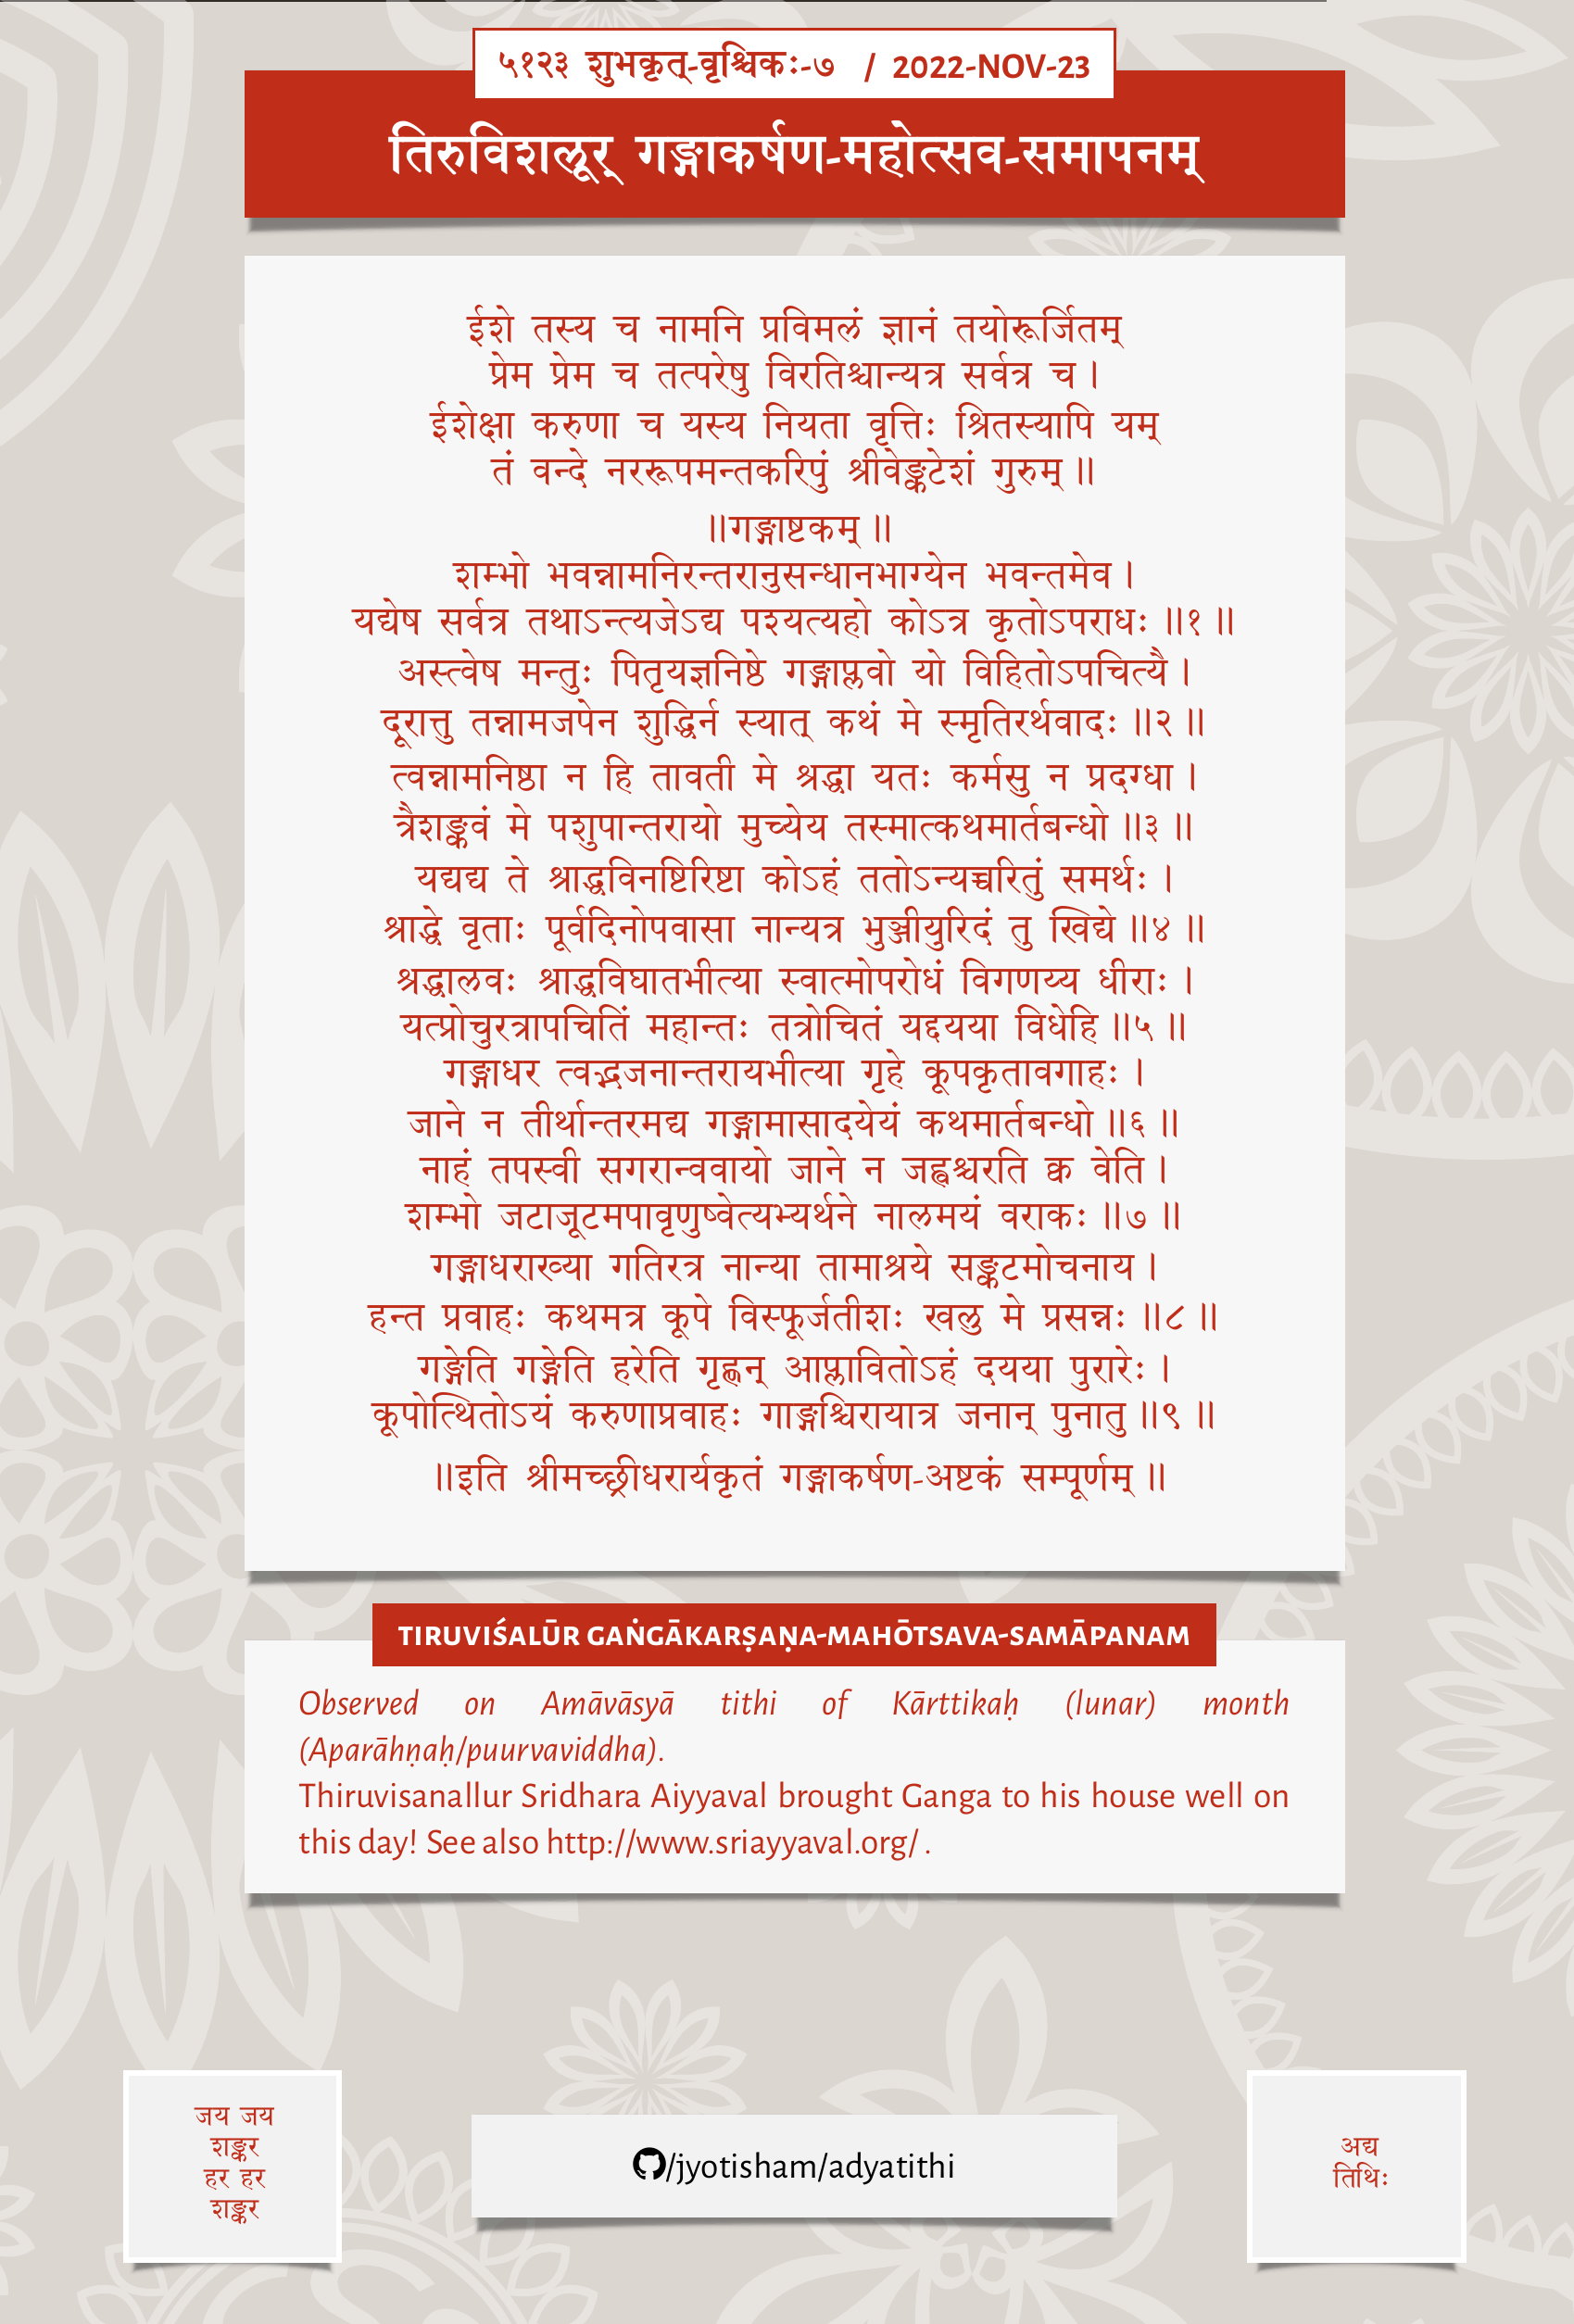 ५१२३ शुभकृत्-वृश्चिकः-७ / 2022-NOV-23
तिरुविशलूर् गङ्गाकर्षण-महोत्सव-समापनम्
ईशे तस्य च नामनि प्रविमलं ज्ञानं तयोरूर्जितम्
प्रेम प्रेम च तत्परेषु विरतिश्चान्यत्र सर्वत्र च।
ईशेक्षा करुणा च यस्य नियता वृत्तिः श्रितस्यापि यम्
तं वन्दे नररूपमन्तकरिपुं श्रीवेङ्कटेशं गुरुम्॥
॥गङ्गाष्टकम्॥
शम्भो भवन्नामनिरन्तरानुसन्धानभाग्येन भवन्तमेव।
यद्येष सर्वत्र तथाऽन्त्यजेऽद्य पश्यत्यहो कोऽत्र कृतोऽपराधः॥१॥
अस्त्वेष मन्तुः पितृयज्ञनिष्ठे गङ्गाप्लवो यो विहितोऽपचित्यै।
दूरात्तु तन्नामजपेन शुद्धिर्न स्यात् कथं मे स्मृतिरर्थवादः॥२॥
त्वन्नामनिष्ठा न हि तावती मे श्रद्धा यतः कर्मसु न प्रदग्धा।
त्रैशङ्कवं मे पशुपान्तरायो मुच्येय तस्मात्कथमार्तबन्धो॥३॥
यद्यद्य ते श्राद्धविनष्टिरिष्टा कोऽहं ततोऽन्यच्चरितुं समर्थः।
श्राद्धे वृताः पूर्वदिनोपवासा नान्यत्र भुञ्जीयुरिदं तु खिद्ये॥४॥
श्रद्धालवः श्राद्धविघातभीत्या स्वात्मोपरोधं विगणय्य धीराः।
यत्प्रोचुरत्रापचितिं महान्तः तत्रोचितं यद्दयया विधेहि॥५॥
गङ्गाधर त्वद्भजनान्तरायभीत्या गृहे कूपकृतावगाहः।
जाने न तीर्थान्तरमद्य गङ्गामासादयेयं कथमार्तबन्धो॥६॥
नाहं तपस्वी सगरान्ववायो जाने न जह्नुश्चरति क्व वेति।
शम्भो जटाजूटमपावृणुष्वेत्यभ्यर्थने नालमयं वराकः॥७॥
गङ्गाधराख्या गतिरत्र नान्या तामाश्रये सङ्कटमोचनाय।
हन्त प्रवाहः कथमत्र कूपे विस्फूर्जतीशः खलु मे प्रसन्नः॥८॥
गङ्गेति गङ्गेति हरेति गृह्णन् आप्लावितोऽहं दयया पुरारेः।
कूपोत्थितोऽयं करुणाप्रवाहः गाङ्गश्चिरायात्र जनान् पुनातु॥९॥
॥इति श्रीमच्छ्रीधरार्यकृतं गङ्गाकर्षण-अष्टकं सम्पूर्णम्॥
TIRUVIŚALŪR GAṄGĀKARṢAṆA-MAHŌTSAVA-SAMĀPANAM
Observed on Amāvāsyā tithi of Kārttikaḥ (lunar) month
(Aparāhṇaḥ/puurvaviddha).
Thiruvisanallur Sridhara Aiyyaval brought Ganga to his house well on
this day! See also http://www.sriayyaval.org/ .
जय जय
शङ्कर
हर हर
शङ्कर
/jyotisham/adyatithi
अद्य
तिथिः